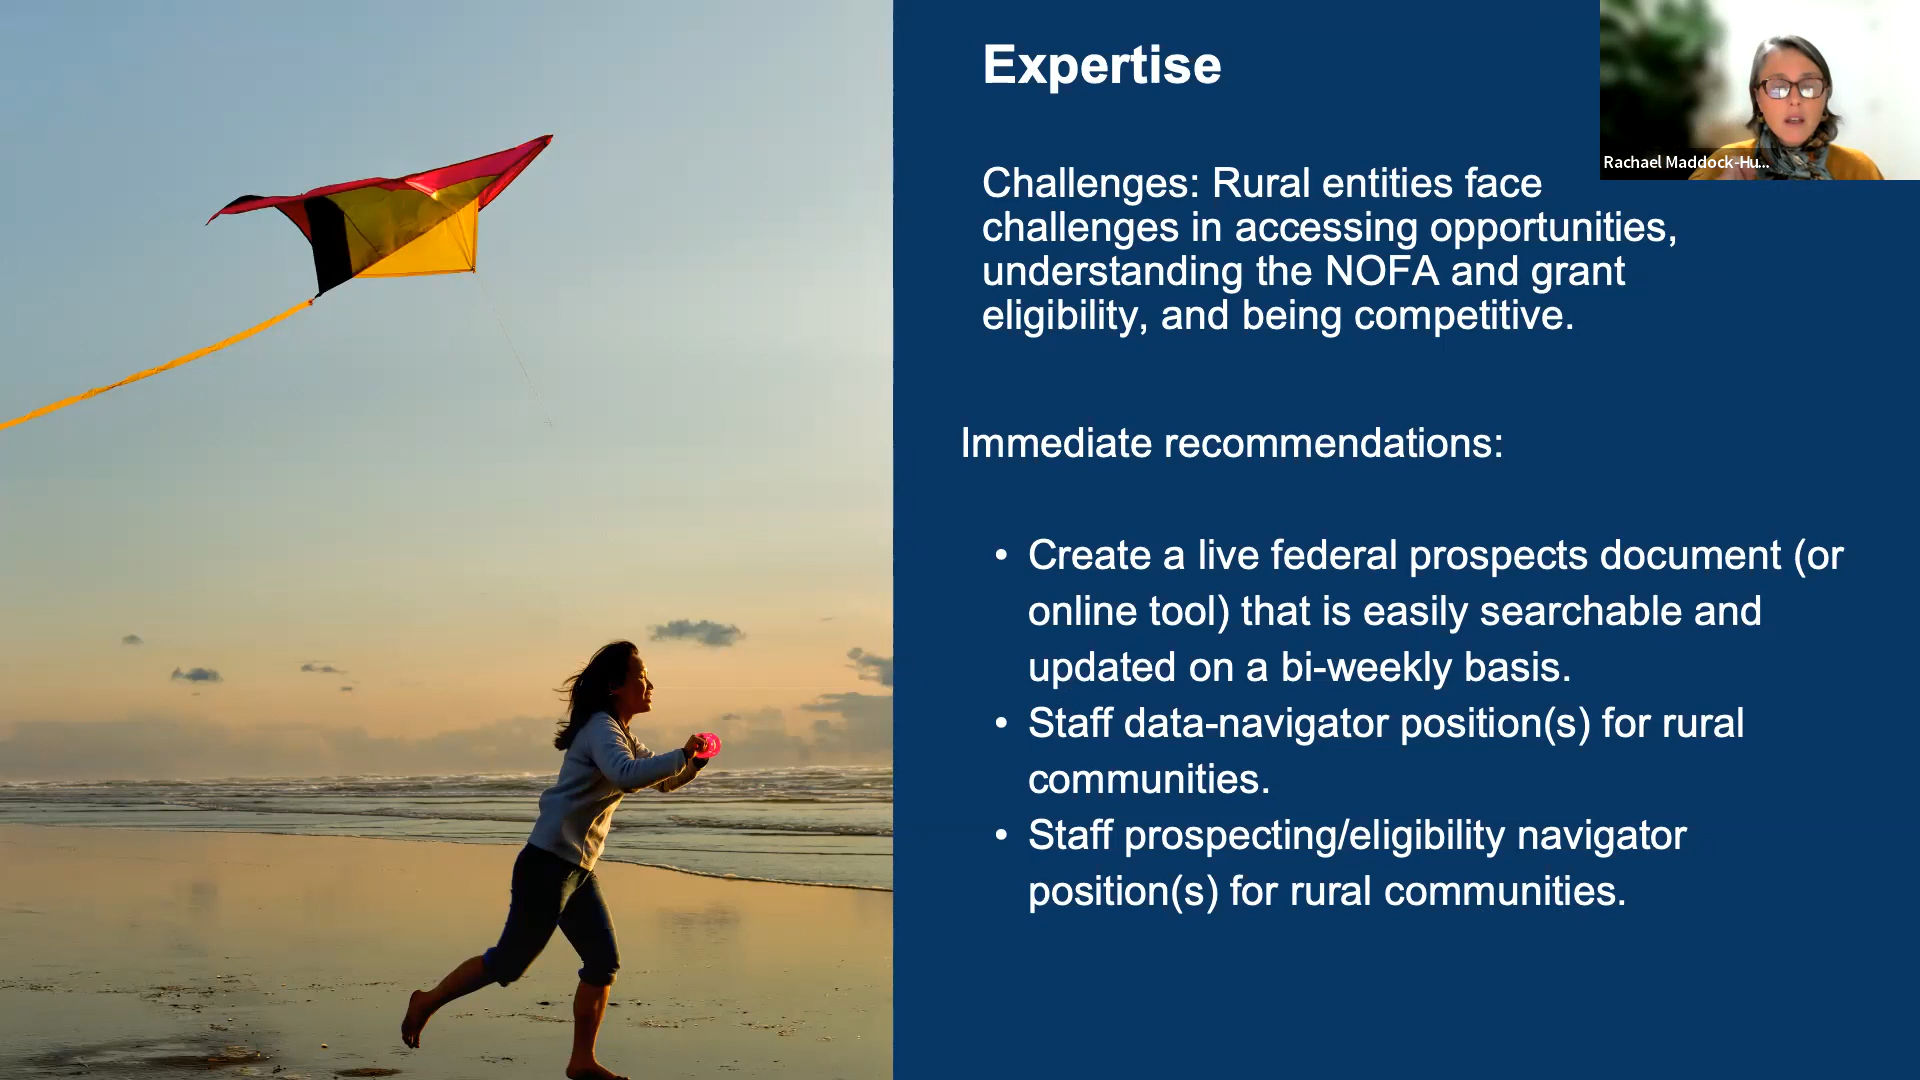 Expertise
Rachael Maddock-Hu...
Challenges: Rural entities face
challenges in accessing opportunities,
understanding the NOFA and grant
eligibility, and being competitive.
Immediate recommendations:
• Create a live federal prospects document (or
online tool) that is easily searchable and
updated on a bi-weekly basis.
• Staff data-navigator position(s) for rural
communities.
• Staff prospecting/eligibility navigator
position(s) for rural communities.